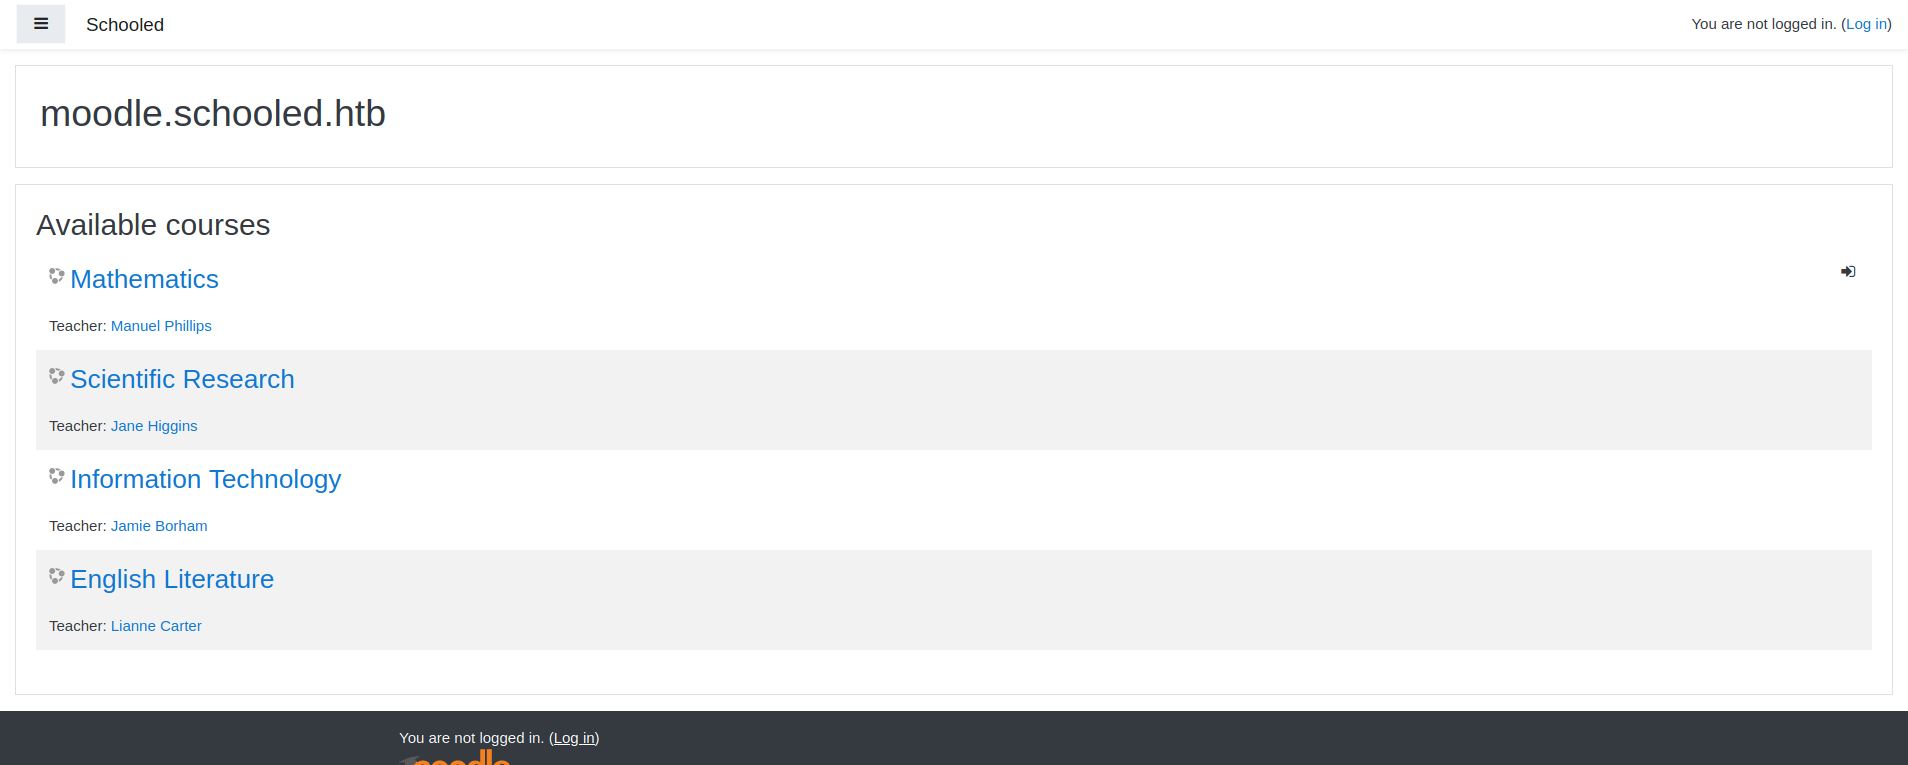 Schooled
You are not logged in. (Log in)
moodle.schooled.htb
Available courses
Mathematics
Teacher: Manuel Phillips
Scientific Research
Teacher: Jane Higgins
Information Technology
Teacher: Jamie Borham
English Literature
Teacher: Lianne Carter
You are not logged in. (Log in)
moodle